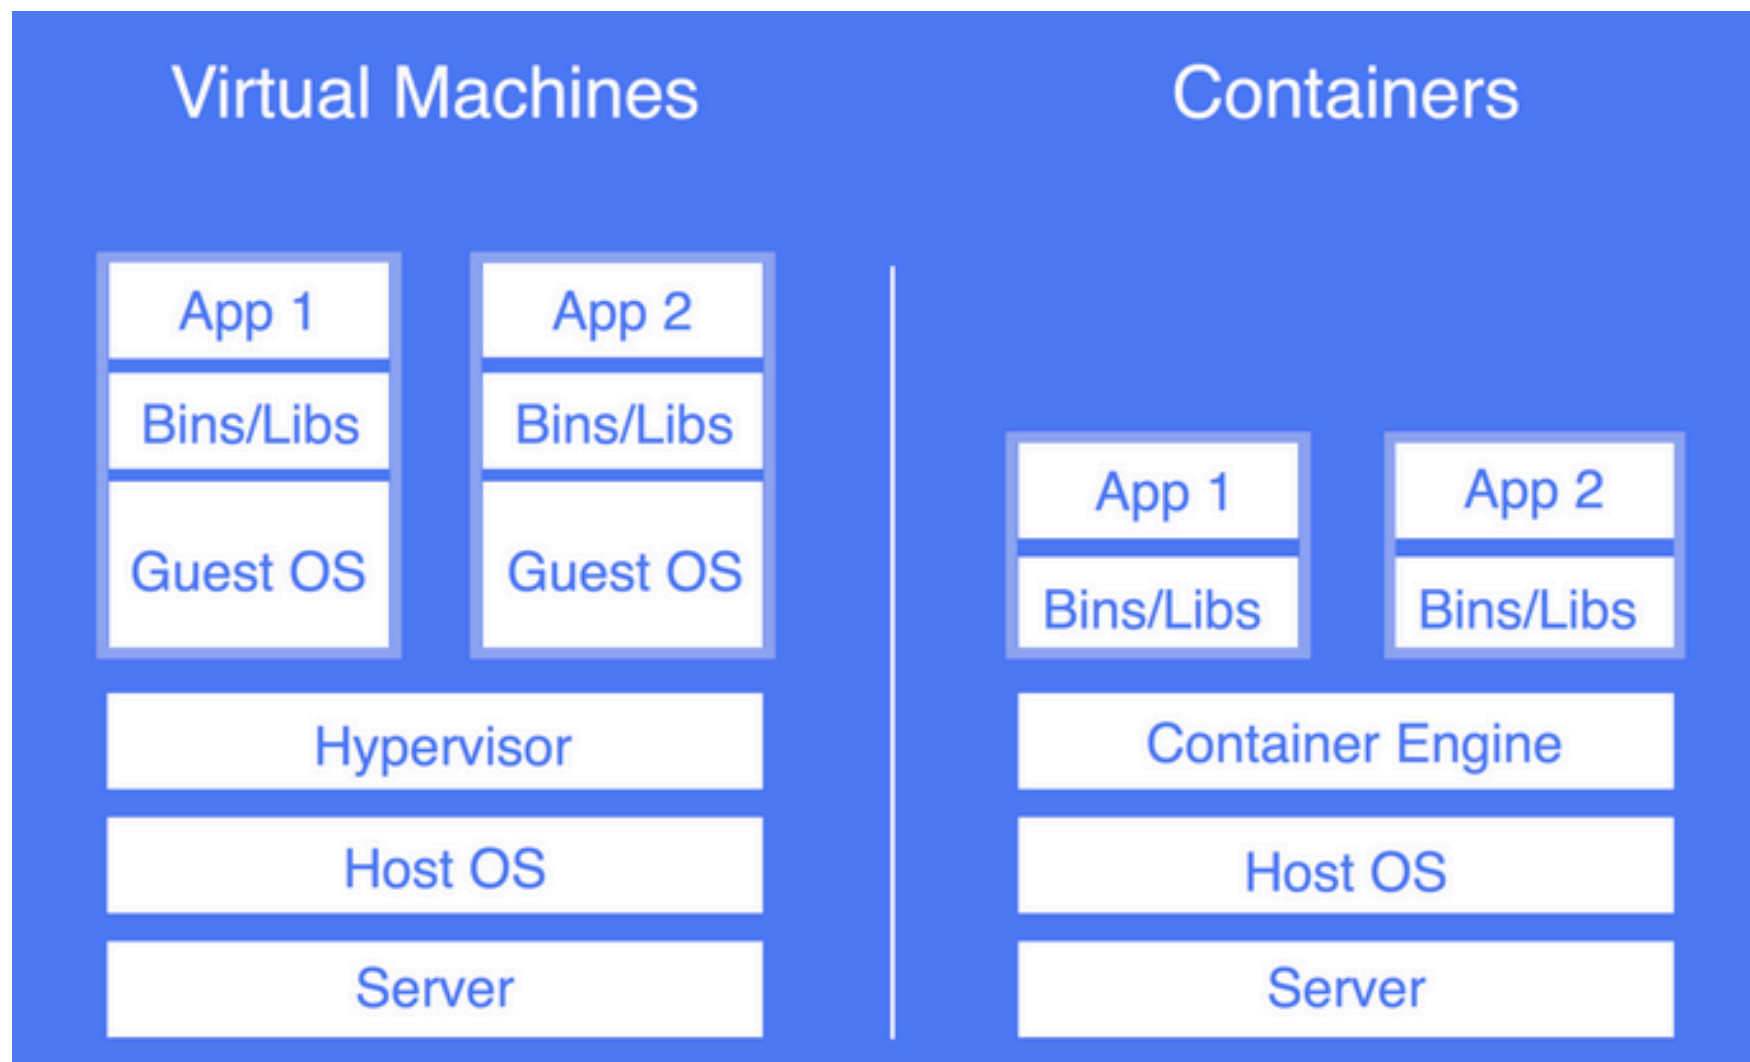 Virtual Machines
App 1
App 2
Bins/Libs
Bins/Libs
Guest OS
Guest OS
Hypervisor
Host OS
Server
Containers
App 1
App 2
Bins/Libs
Bins/Libs
Container Engine
Host OS
Server